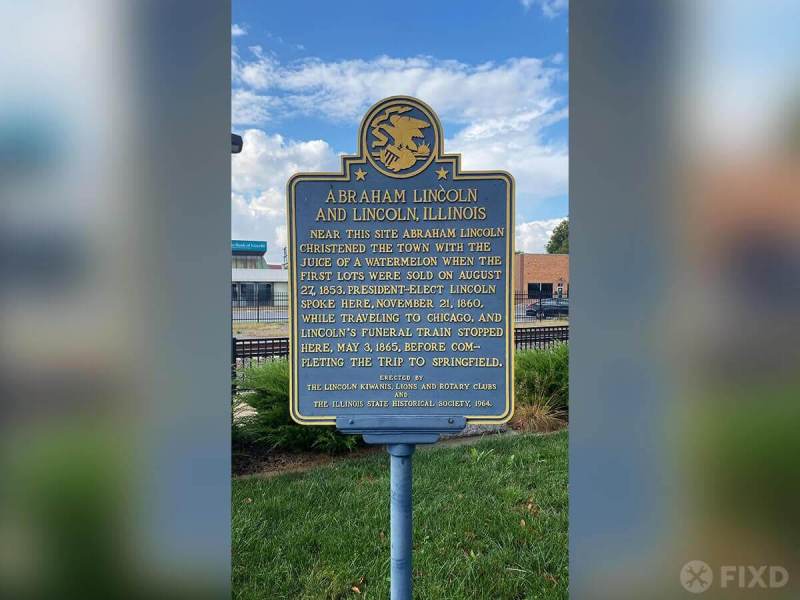 ABRAHAM LINCOLN
AND LINCOLN, ILLINOIS
NEAR THIS SITE ABRAHAM LINCOLN
CHRISTENED THE TOWN WITH THE
JUICE OF A WATERMELON WHEN THE
FIRST LOTS WERE SOLD ON AUGUST
27, 1853. PRESIDENT-ELECT LINCOLN
SPOKE HERE, NOVEMBER 21, 1860,
WHILE TRAVELING TO CHICAGO, AND
LINCOLN'S FUNERAL TRAIN STOPPED
HERE, MAY 3, 1865, BEFORE COM-
PLETING THE TRIP TO SPRINGFIELD.
ERECTED BY
THE LINCOLN KIWANIS, LIONS AND ROTARY CLUBS
AND
THE ILLINOIS STATE HISTORICAL SOCIETY, 1964.
FIXD